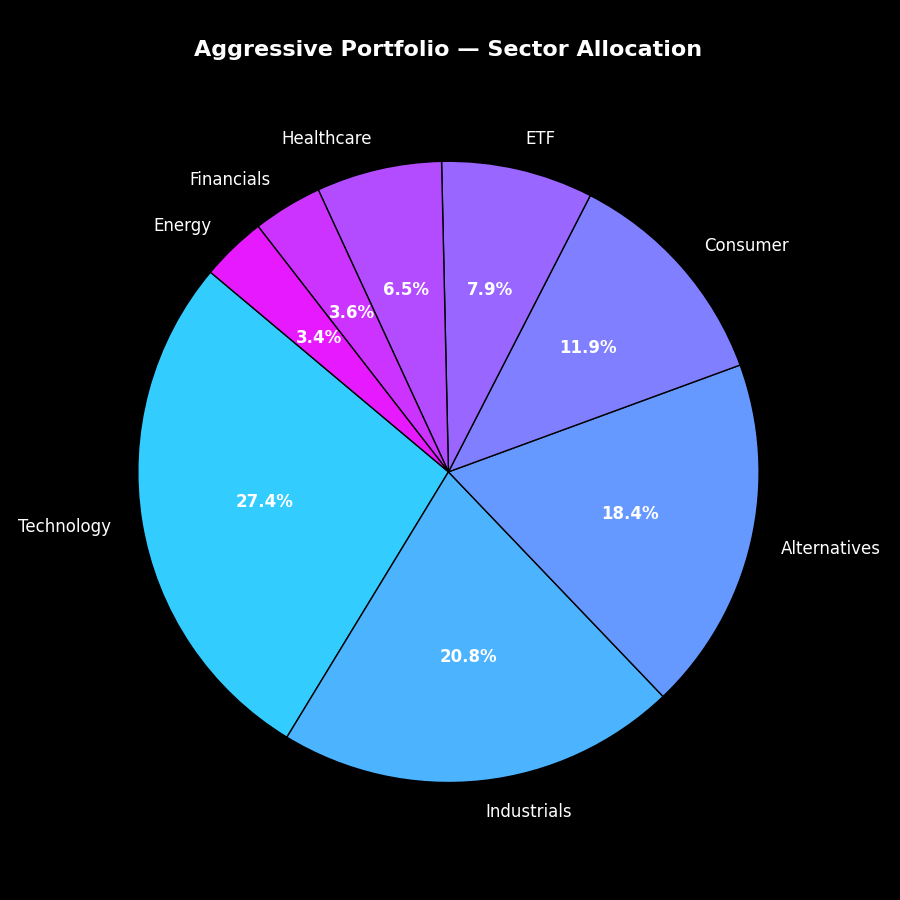 Aggressive Portfolio — Sector Allocation
Healthcare
ETF
Financials
Energy
Consumer
6.5%
7.9%
3.6%
3.4%
11.9%
27.4%
18.4%
Technology
Alternatives
20.8%
Industrials